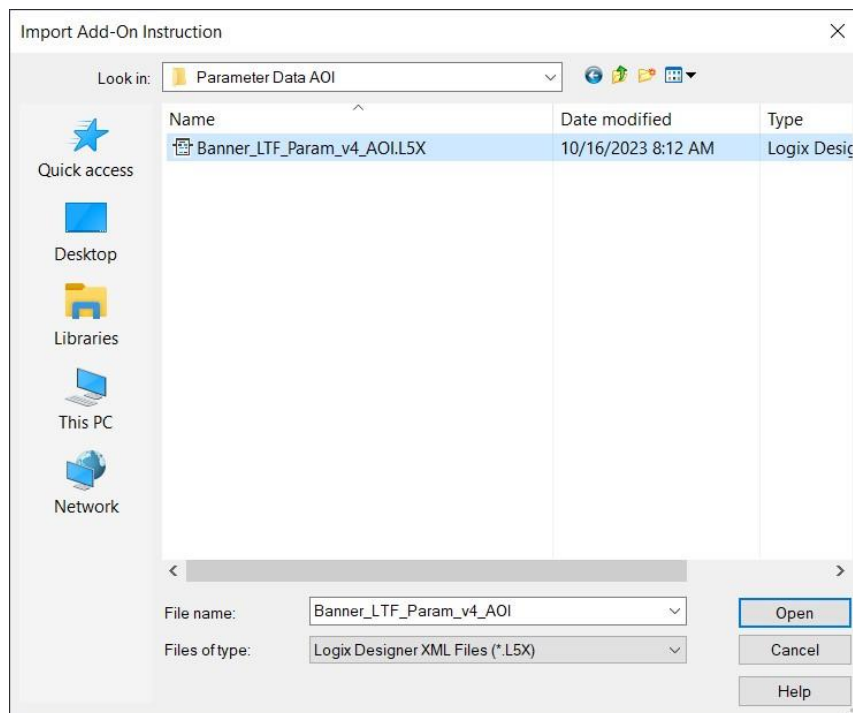 Import Add-On Instruction
Look in: Parameter Data AOI
Name Date modified Type
Banner_LTF_Param_v4_AOI.L5X 10/16/2023 8:12 AM Logix Desig
Quick access
Desktop
Libraries
This PC
Network
File name: Banner_LTF_Param_v4_AOI Open
Files of type: Logix Designer XML Files (*.L5X) Cancel
Help